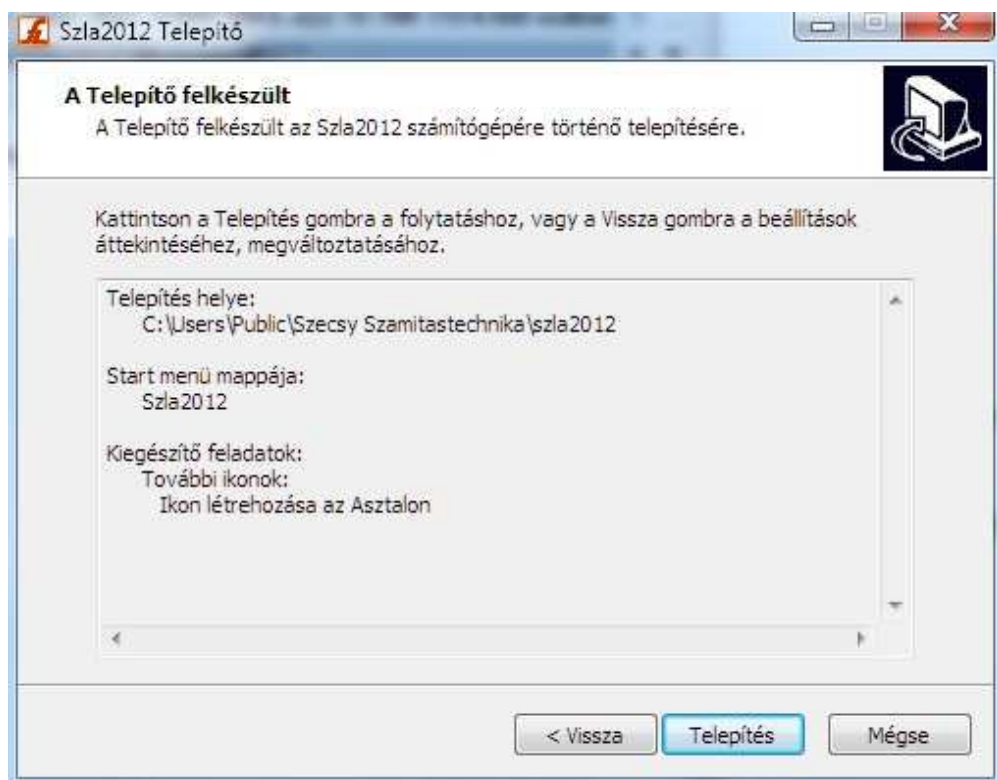 Szla2012 Telepítő
A Telepítő felkészült
A Telepítő felkészült az Szla2012 számítógépére történő telepítésére.
Kattintson a Telepítés gombra a folytatáshoz, vagy a Vissza gombra a beállítások
áttekintéséhez, megváltoztatásához.
Telepítés helye:
C:\Users\Public\Szecsy Szamitastechnika\szla2012
Start menü mappája:
Szla2012
Kiegészítő feladatok:
További ikonok:
Ikon létrehozása az Asztalon
< Vissza
Telepítés
Mégse